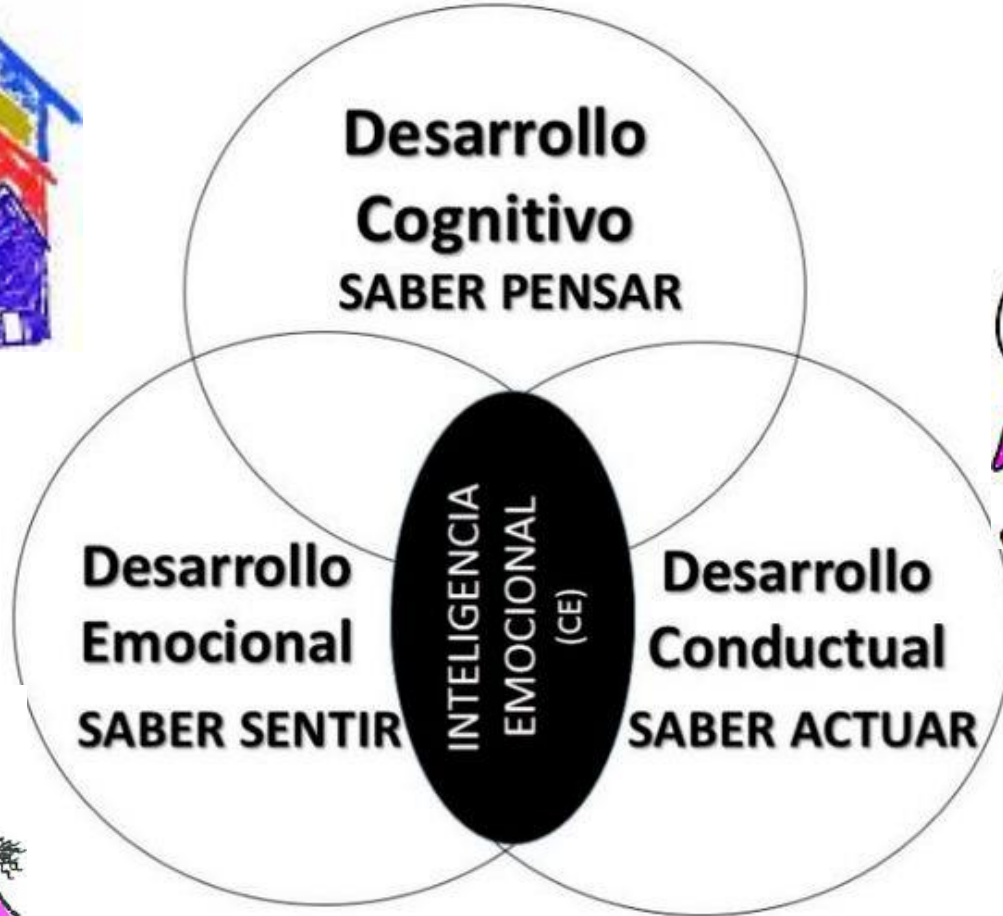 Desarrollo
Cognitivo
SABER PENSAR
Desarrollo
Emocional
SABER SENTIR
INTELIGENCIA
EMOCIONAL
(CE)
Desarrollo
Conductual
SABER ACTUAR